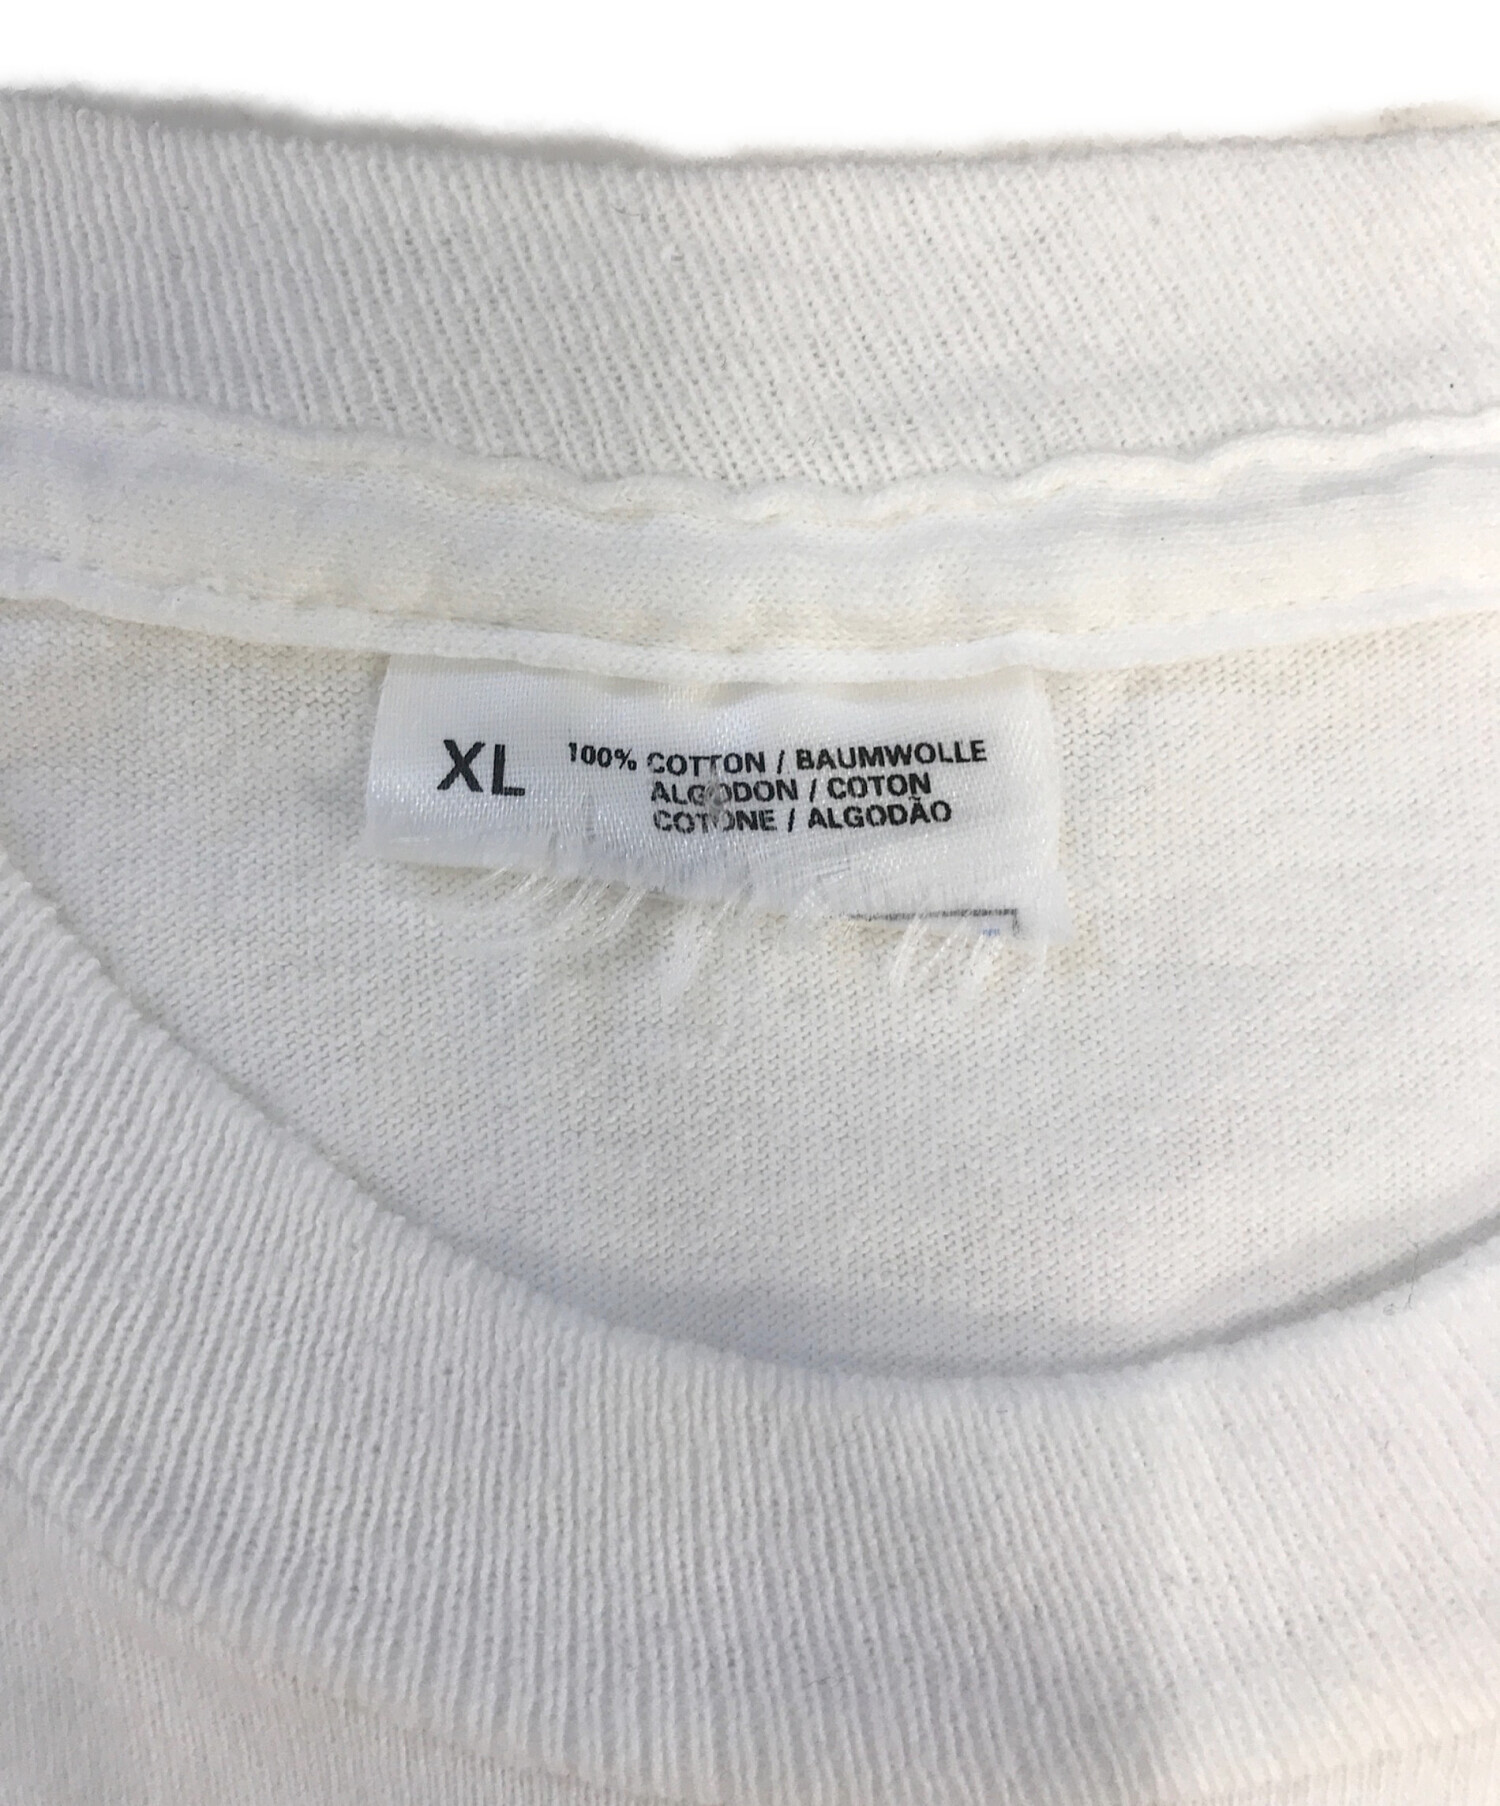 XL 100% COTTON / BAUMWOLLE
ALGODON / COTON
COTONE / ALGODÃO